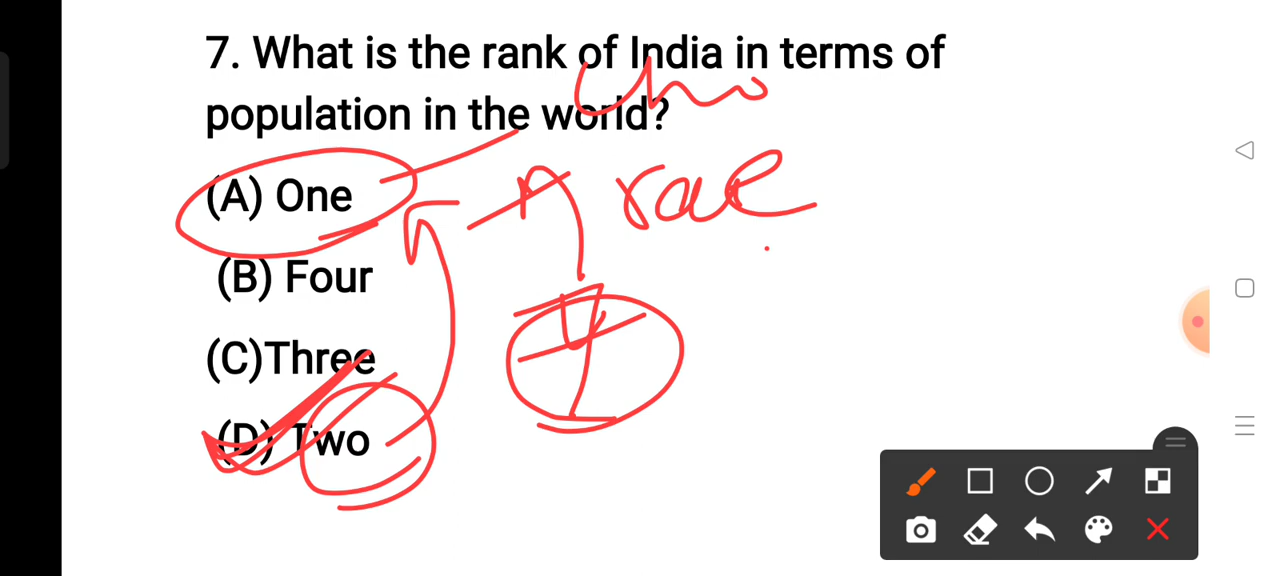 7. What is the rank of India in terms of
population in the world?
(A) One
(B) Four
(C)Three
(D) Two